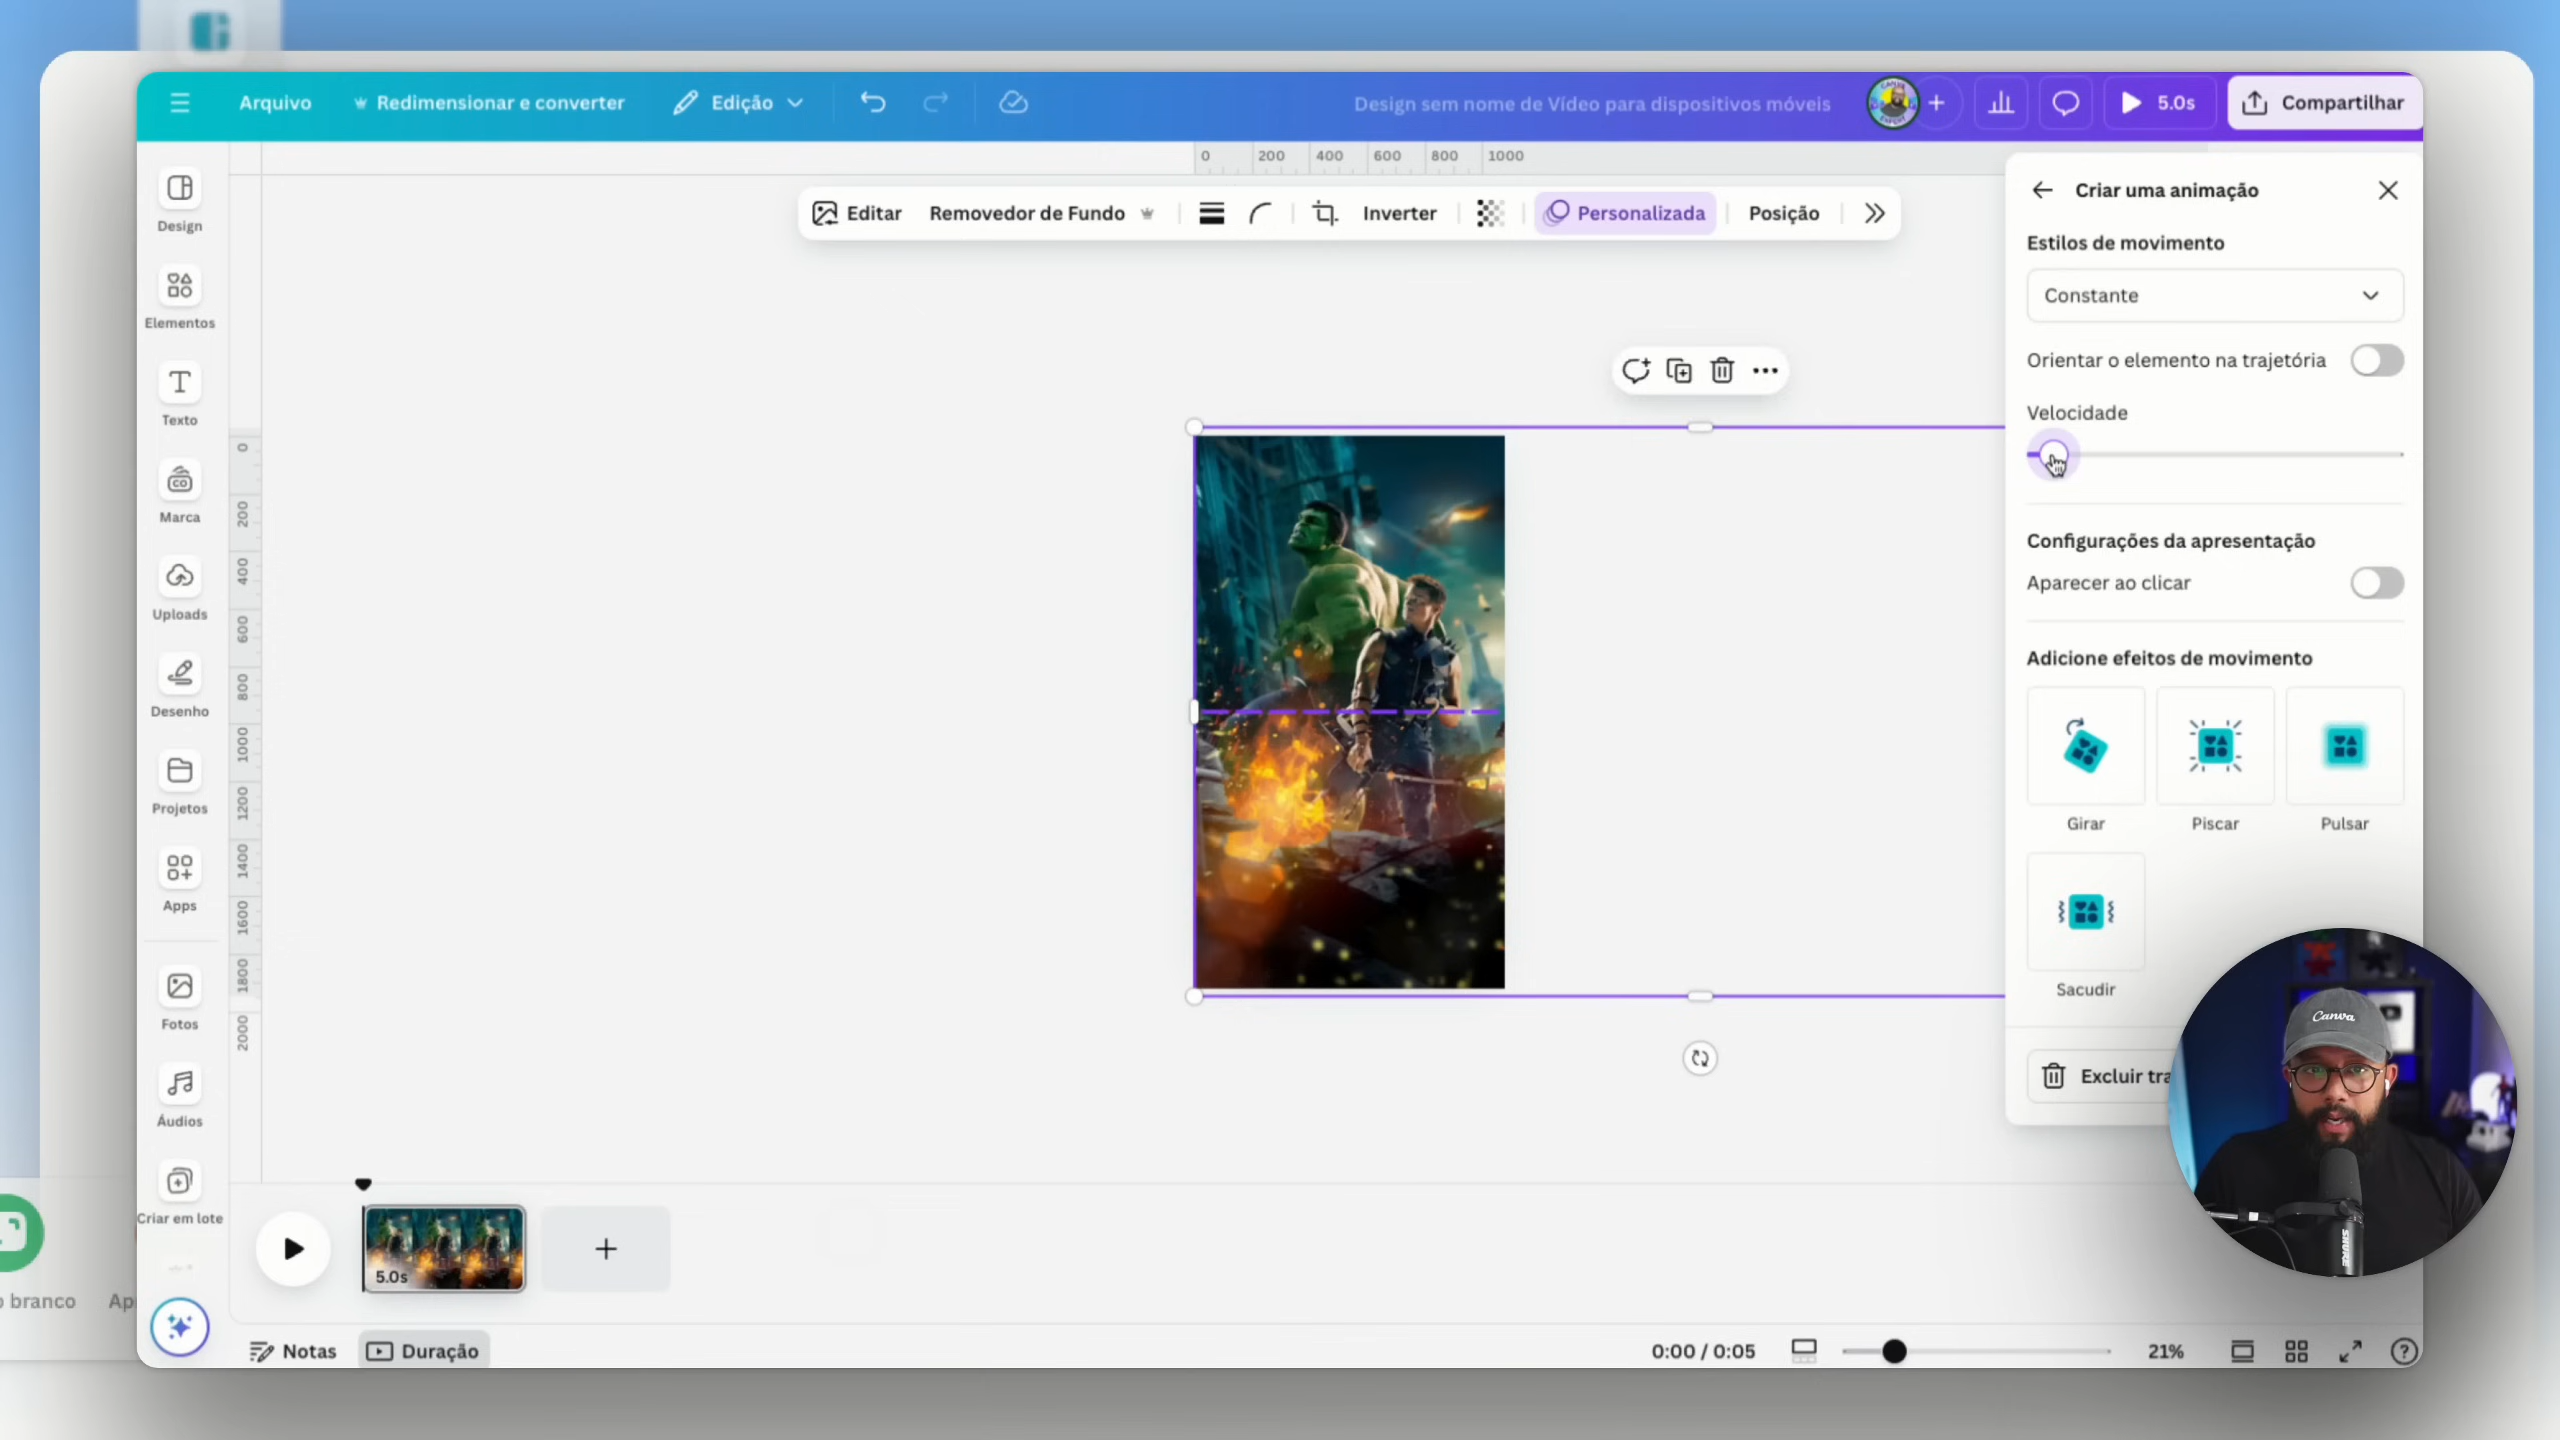 Arquivo
Redimensionar e converter
Edição
Design sem nome de Vídeo para dispositivos móveis
5.0s
Compartilhar
0 200 400 600 800 1000
Editar
Removedor de Fundo
Inverter
Personalizada
Posição
Criar uma animação
Estilos de movimento
Constante
Orientar o elemento na trajetória
Velocidade
Configurações da apresentação
Aparecer ao clicar
Adicione efeitos de movimento
Girar
Piscar
Pulsar
Sacudir
Excluir tra
Design
Elementos
Texto
CO
Marca
Uploads
Desenho
Projetos
Apps
Fotos
Áudios
Criar em lote
0
200
400
600
800
1000
1200
1400
1600
1800
2000
Canva
SHURE
5.0s
o branco
Ap
Notas
Duração
0:00 / 0:05
21%